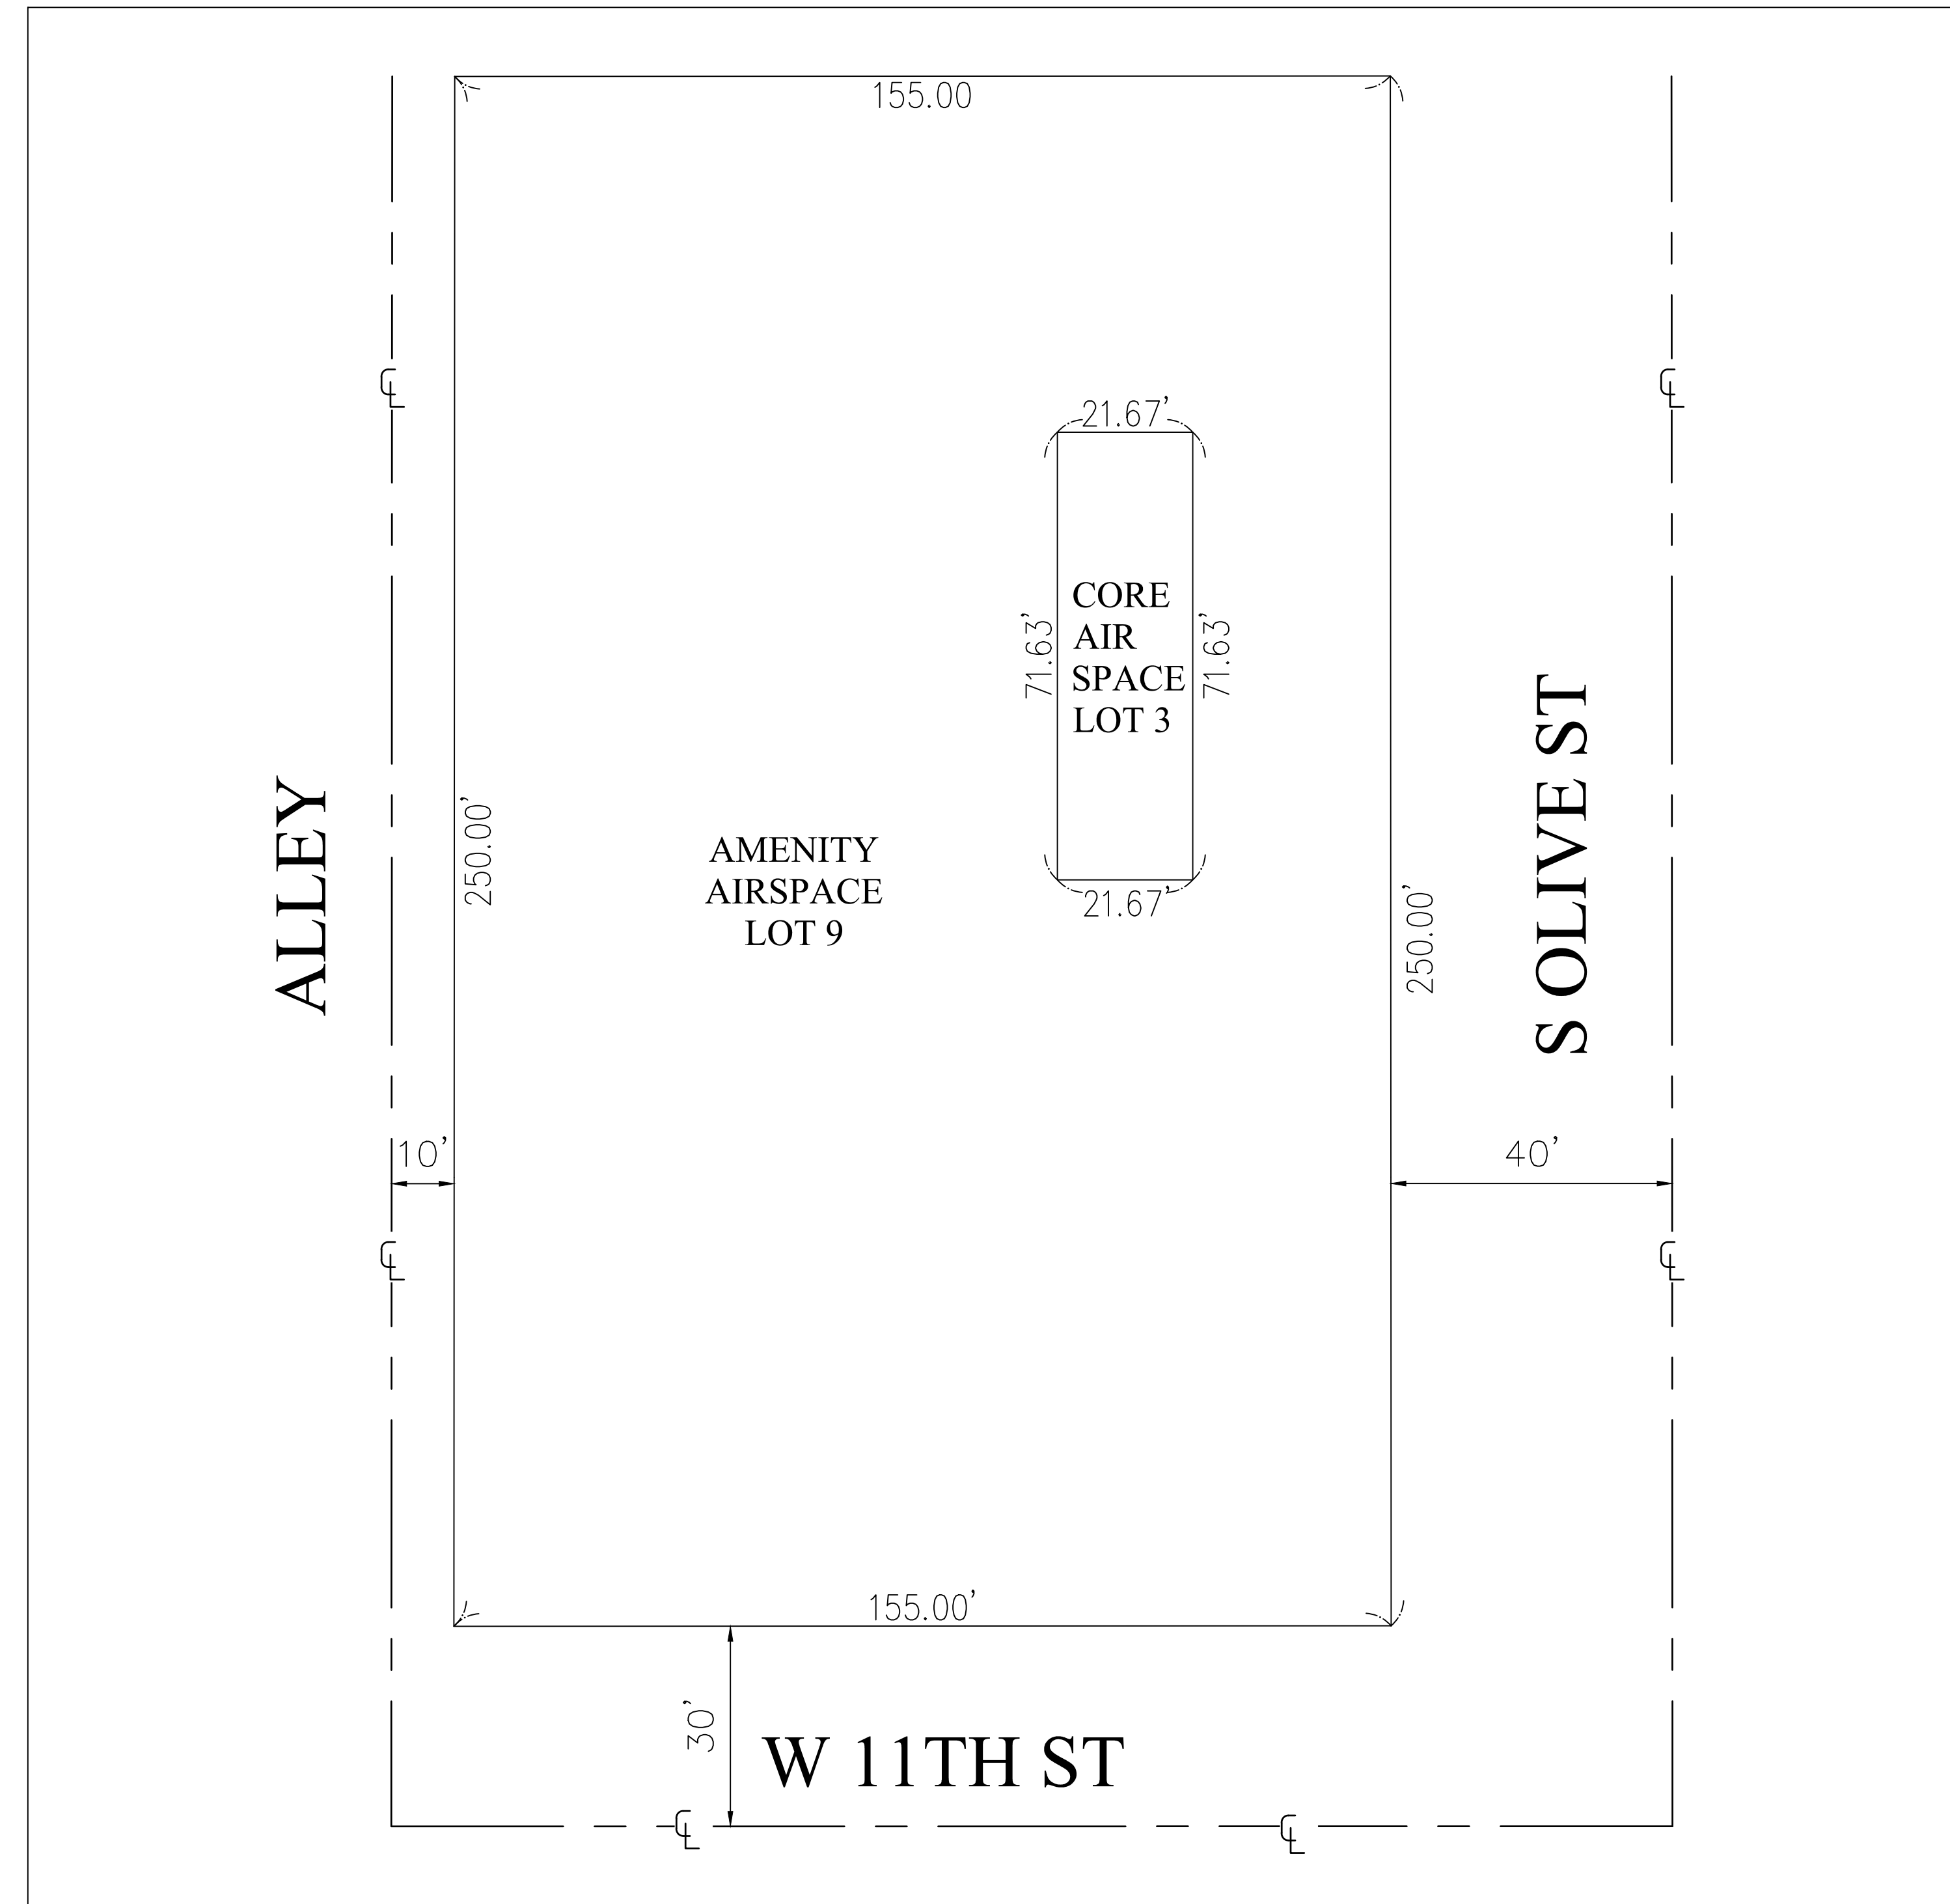 155.00
21.67'
CORE
AIR
SPACE
LOT 3
71.63'
71.63'
21.67'
AMENITY
AIRSPACE
LOT 9
250.00'
250.00'
ALLEY
S OLIVE ST
℄
℄
10'
40'
℄
℄
155.00'
30'
W 11TH ST
℄
℄